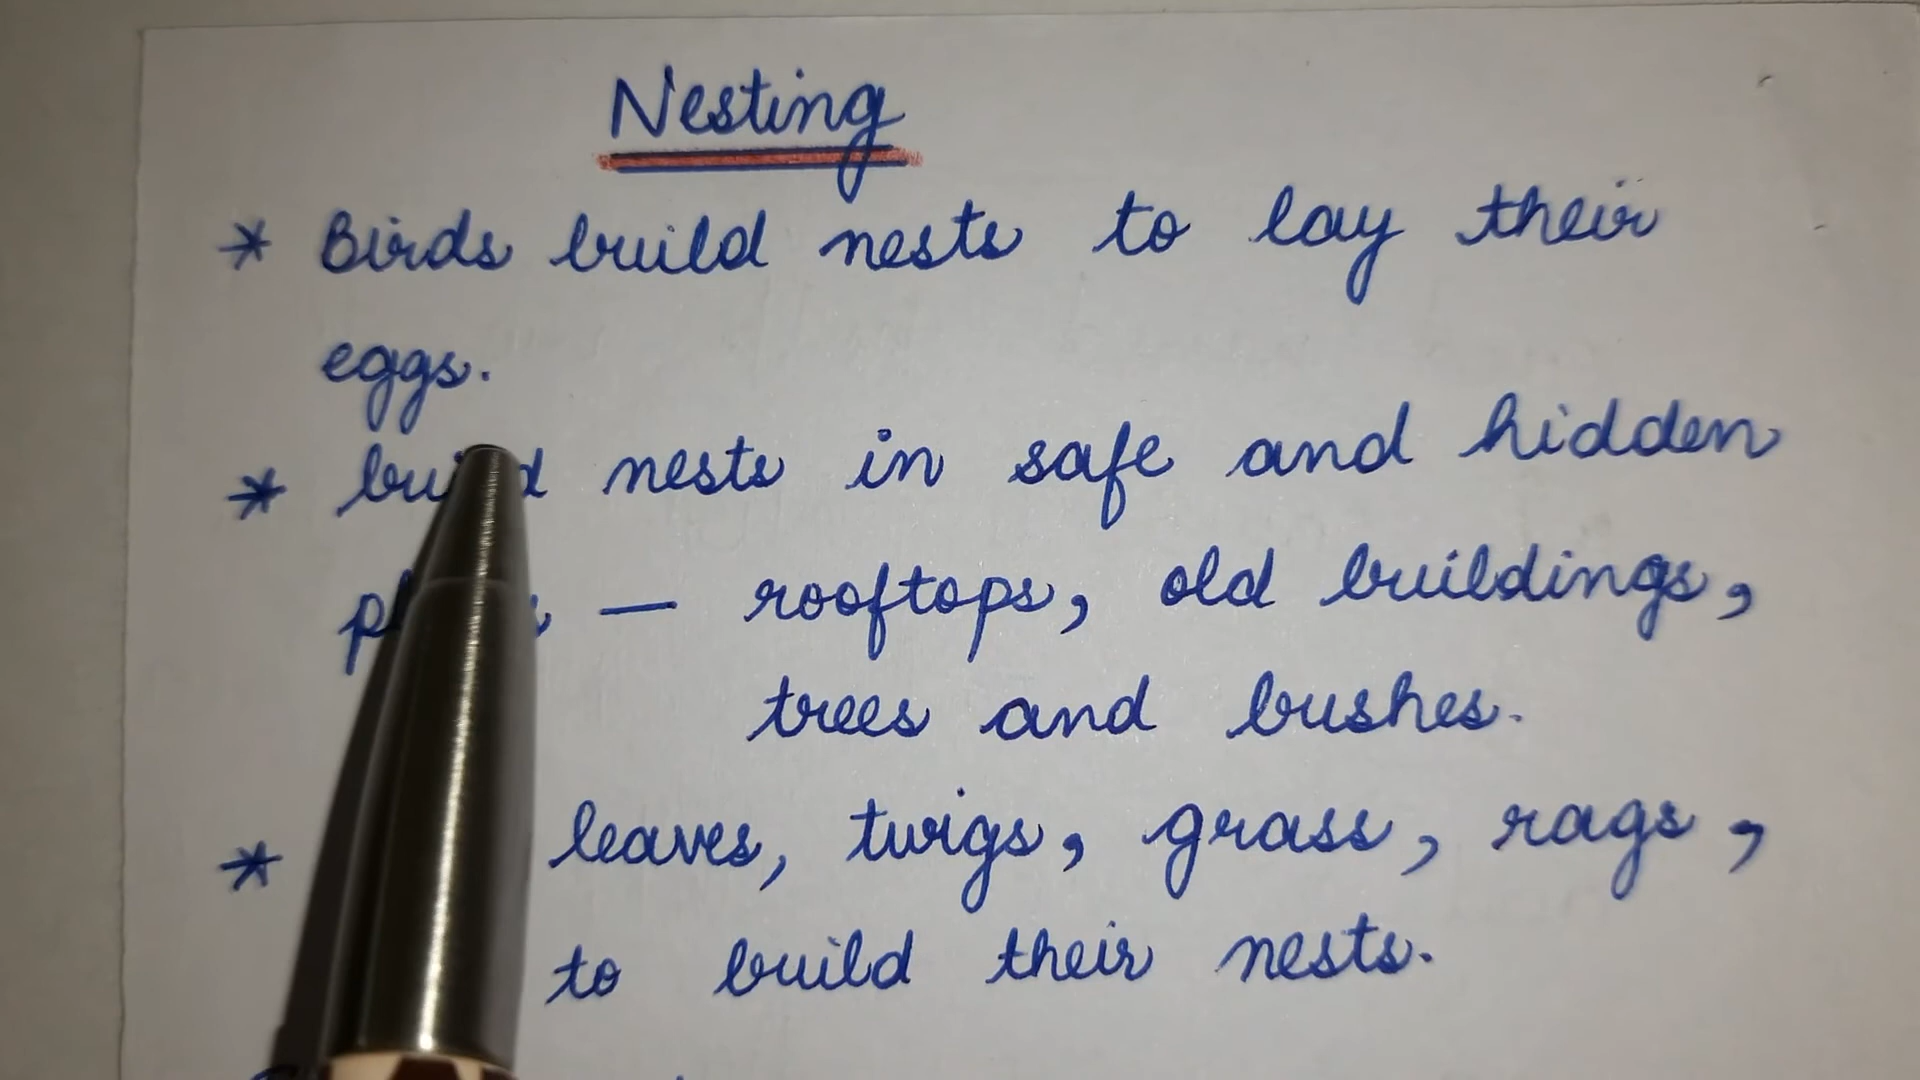 Nesting
* Birds build nests to lay their
eggs.
* build nests in safe and hidden
— rooftops, old buildings,
trees and bushes.
* leaves, twigs, grass, rags,
to build their nests.